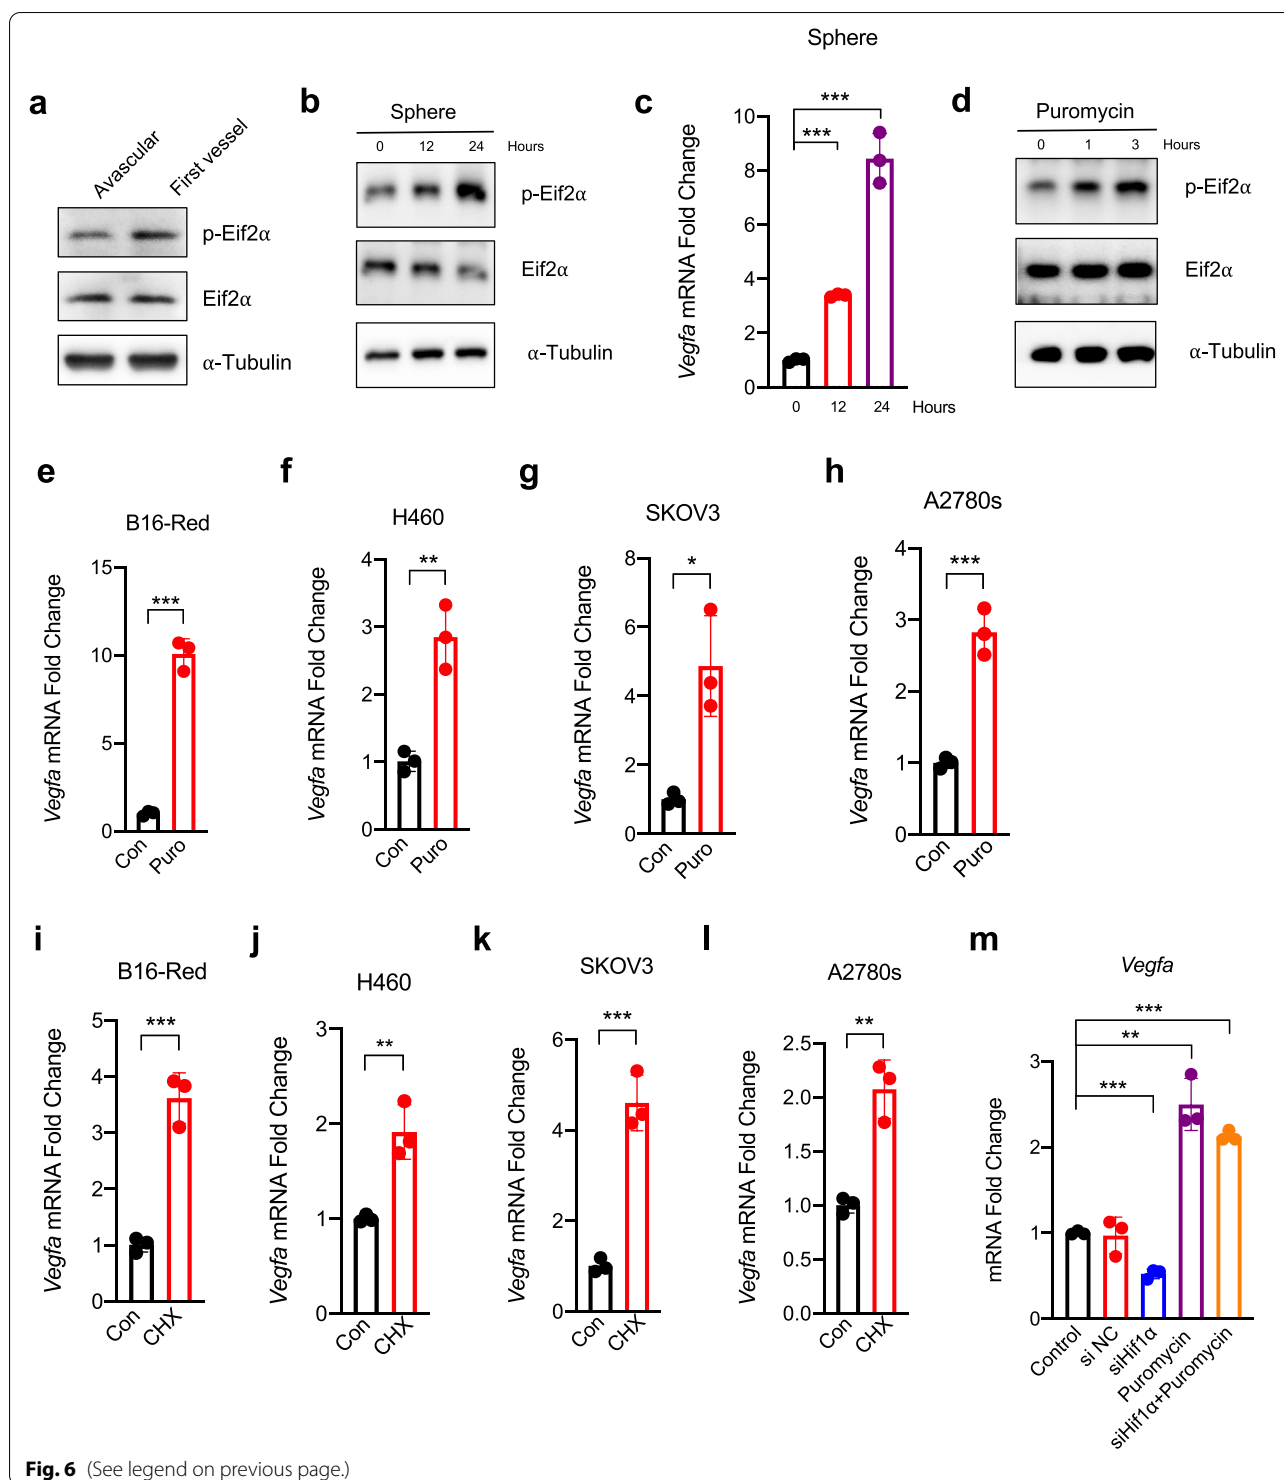 Sphere
a
Avascular
First vessel
p-Eif2α
Eif2α
α-Tubulin
b
Sphere
0 12 24 Hours
p-Eif2α
Eif2α
α-Tubulin
c
Vegfa mRNA Fold Change
10
8
6
4
2
0
***
***
0 12 24 Hours
d
Puromycin
0 1 3 Hours
p-Eif2α
Eif2α
α-Tubulin
e
B16-Red
Vegfa mRNA Fold Change
15
10
5
0
***
Con Puro
f
H460
Vegfa mRNA Fold Change
4
3
2
1
0
**
Con Puro
g
SKOV3
Vegfa mRNA Fold Change
8
6
4
2
0
*
Con Puro
h
A2780s
Vegfa mRNA Fold Change
4
3
2
1
0
***
Con Puro
i
B16-Red
Vegfa mRNA Fold Change
5
4
3
2
1
0
***
Con CHX
j
H460
Vegfa mRNA Fold Change
3
2
1
0
**
Con CHX
k
SKOV3
Vegfa mRNA Fold Change
6
4
2
0
***
Con CHX
l
A2780s
Vegfa mRNA Fold Change
2.5
2.0
1.5
1.0
0.5
0.0
**
Con CHX
m
Vegfa
mRNA Fold Change
3
2
1
0
***
**
***
Control
si NC
siHif1α
Puromycin
siHif1α+Puromycin
Fig. 6 (See legend on previous page.)